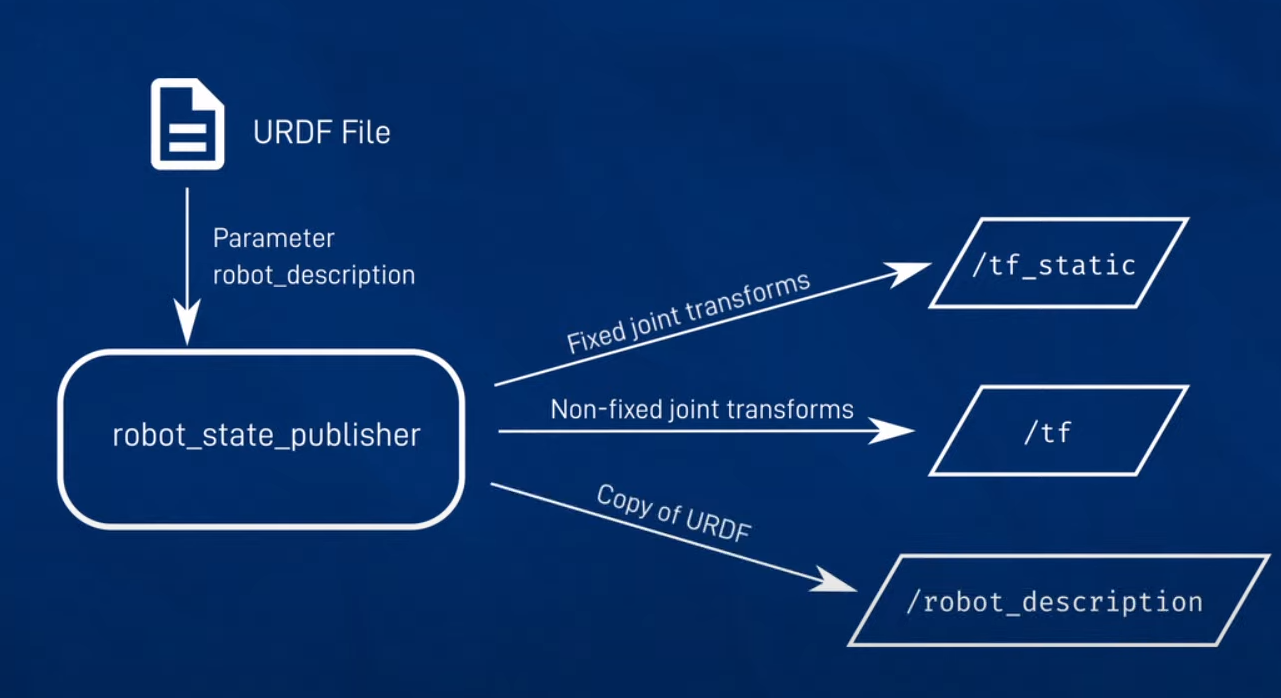 URDF File
Parameter
robot_description
robot_state_publisher
Fixed joint transforms
/tf_static
Non-fixed joint transforms
/tf
Copy of URDF
/robot_description